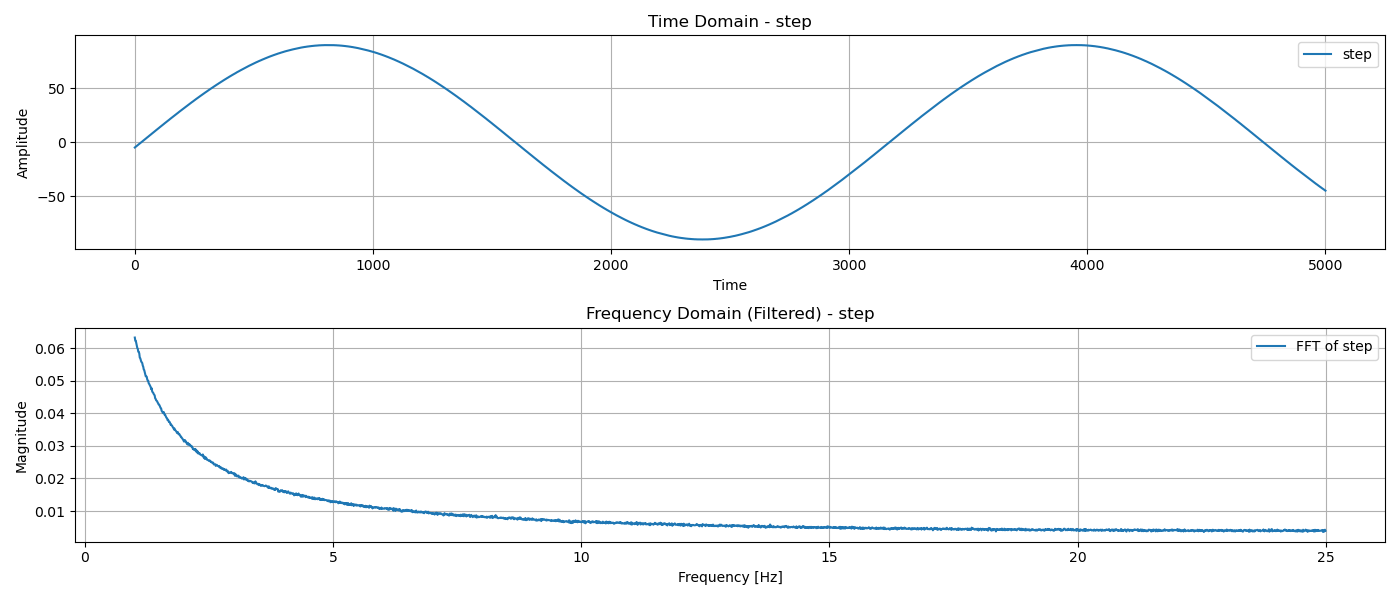 Time Domain - step
step
50
0
−50
Amplitude
0 1000 2000 3000 4000 5000
Time
Frequency Domain (Filtered) - step
FFT of step
0.06
0.05
0.04
0.03
0.02
0.01
Magnitude
0 5 10 15 20 25
Frequency [Hz]